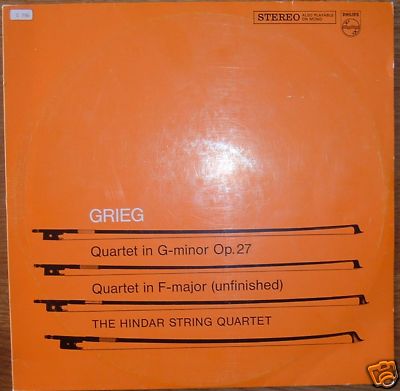 STEREO ALSO PLAYABLE ON MONO
PHILIPS
GRIEG
Quartet in G-minor Op.27
Quartet in F-major (unfinished)
THE HINDAR STRING QUARTET